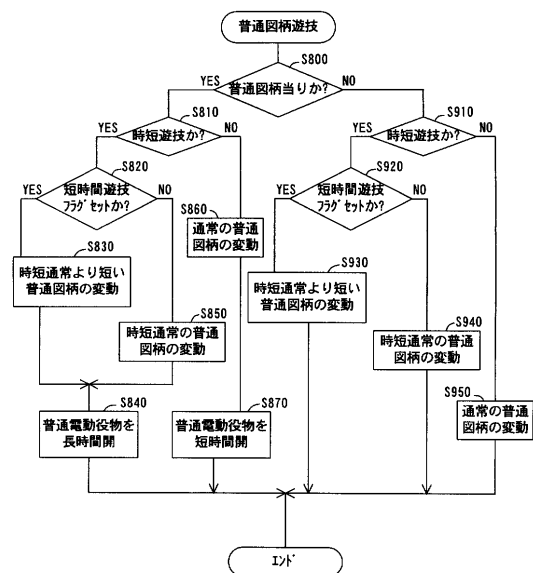 普通図柄遊技
S800
普通図柄当りか?
YES
NO
S810
時短遊技か?
YES
NO
S910
時短遊技か?
YES
NO
S820
短時間遊技
ﾌﾗｸﾞｾｯﾄか?
YES
NO
S920
短時間遊技
ﾌﾗｸﾞｾｯﾄか?
YES
NO
S860
通常の普通
図柄の変動
S830
時短通常より短い
普通図柄の変動
S930
時短通常より短い
普通図柄の変動
S850
時短通常の普通
図柄の変動
S940
時短通常の普通
図柄の変動
S840
普通電動役物を
長時間開
S870
普通電動役物を
短時間開
S950
通常の普通
図柄の変動
ｴﾝﾄﾞ